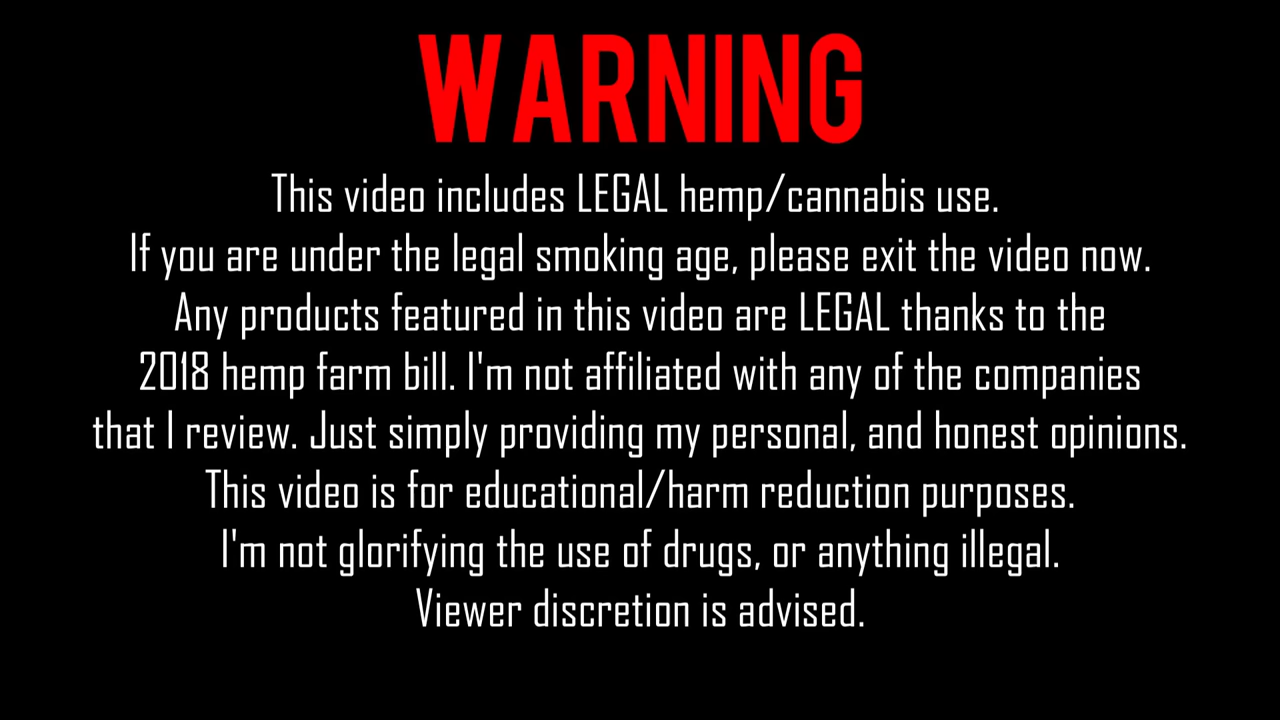 WARNING
This video includes LEGAL hemp/cannabis use.
If you are under the legal smoking age, please exit the video now.
Any products featured in this video are LEGAL thanks to the
2018 hemp farm bill. I'm not affiliated with any of the companies
that I review. Just simply providing my personal, and honest opinions.
This video is for educational/harm reduction purposes.
I'm not glorifying the use of drugs, or anything illegal.
Viewer discretion is advised.